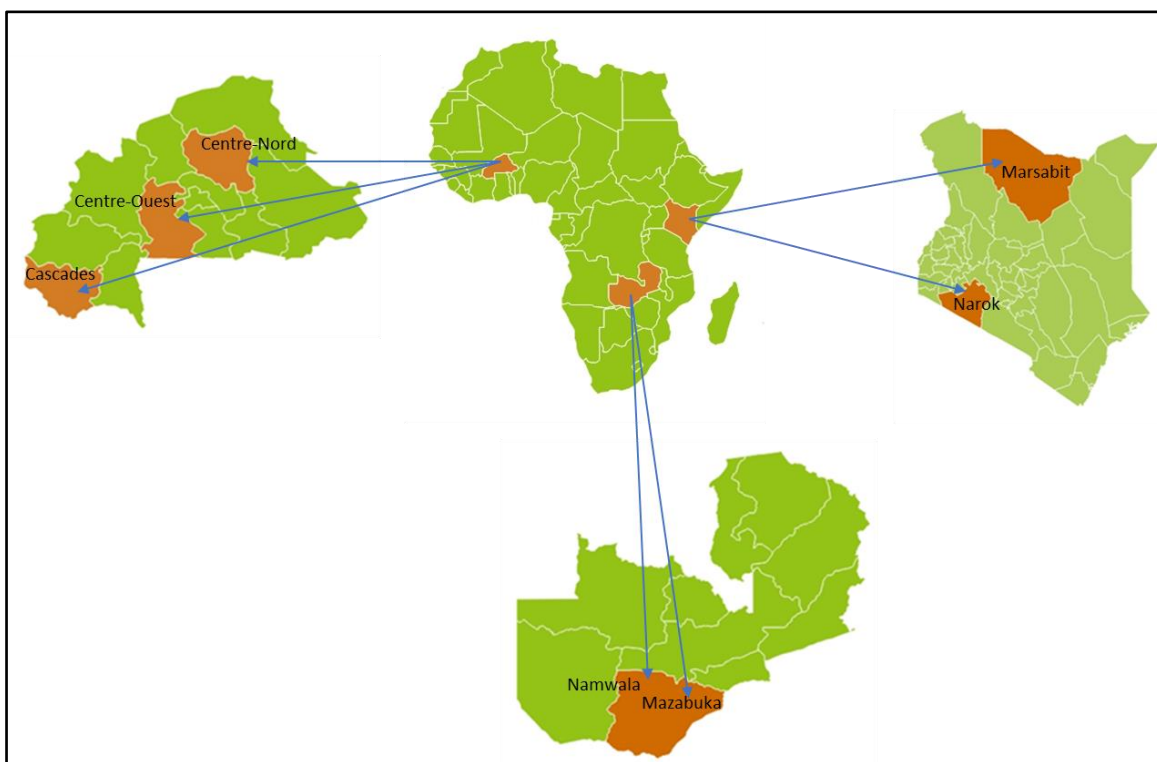 Centre-Nord
Centre-Ouest
Cascades
Marsabit
Narok
Namwala
Mazabuka